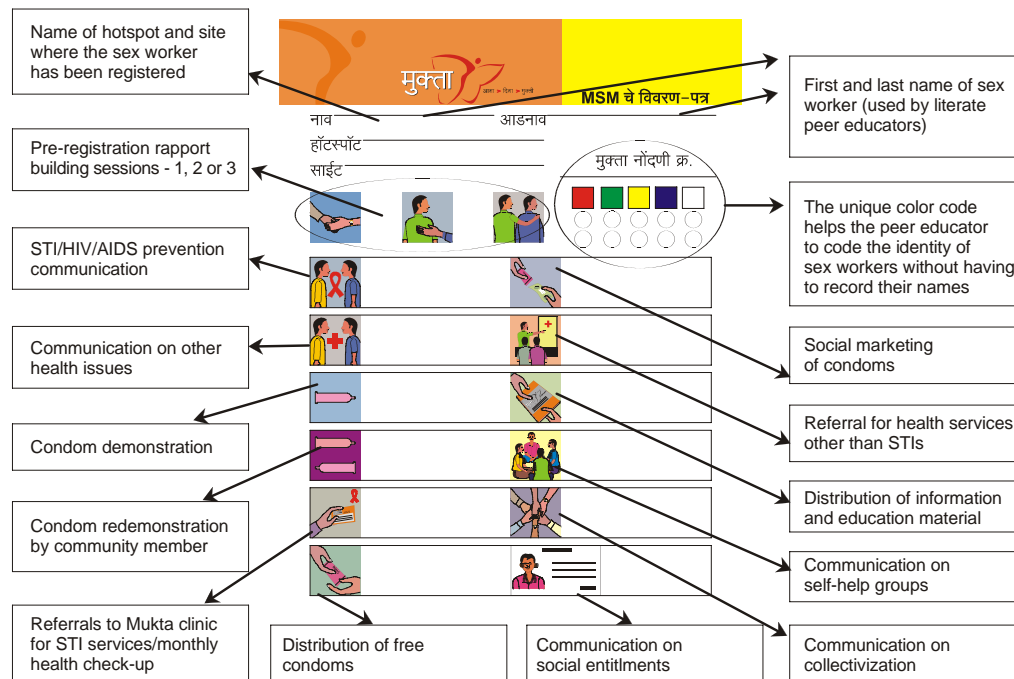 Name of hotspot and site
where the sex worker
has been registered
Pre-registration rapport
building sessions - 1, 2 or 3
STI/HIV/AIDS prevention
communication
Communication on other
health issues
Condom demonstration
Condom redemonstration
by community member
Referrals to Mukta clinic
for STI services/monthly
health check-up
मुक्ता
MSM चे विवरण-पत्र
नाव
आडनाव
हॉटस्पॉट
साईट
मुक्ता नोंदणी क्र.
Distribution of free
condoms
Communication on
social entitlments
First and last name of sex
worker (used by literate
peer educators)
The unique color code
helps the peer educator
to code the identity of
sex workers without having
to record their names
Social marketing
of condoms
Referral for health services
other than STIs
Distribution of information
and education material
Communication on
self-help groups
Communication on
collectivization